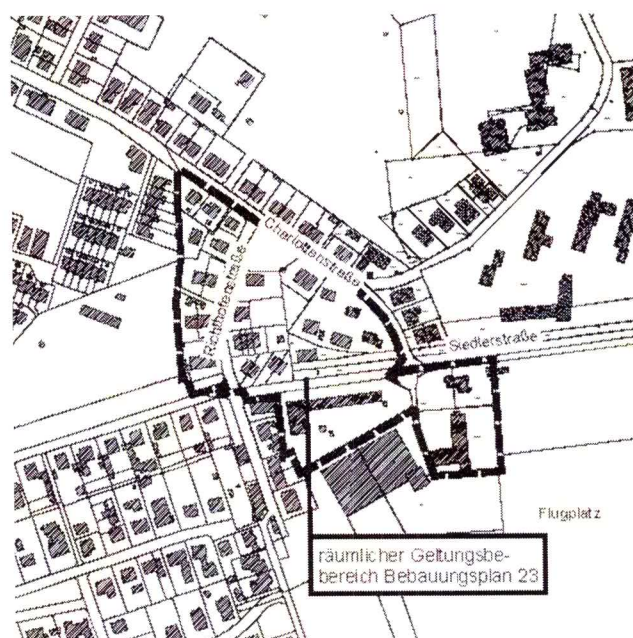 Charlottenstraße
Richthofenstraße
Siedlerstraße
Flugplatz
räumlicher Geltungsbe-
bereich Bebauungsplan 23